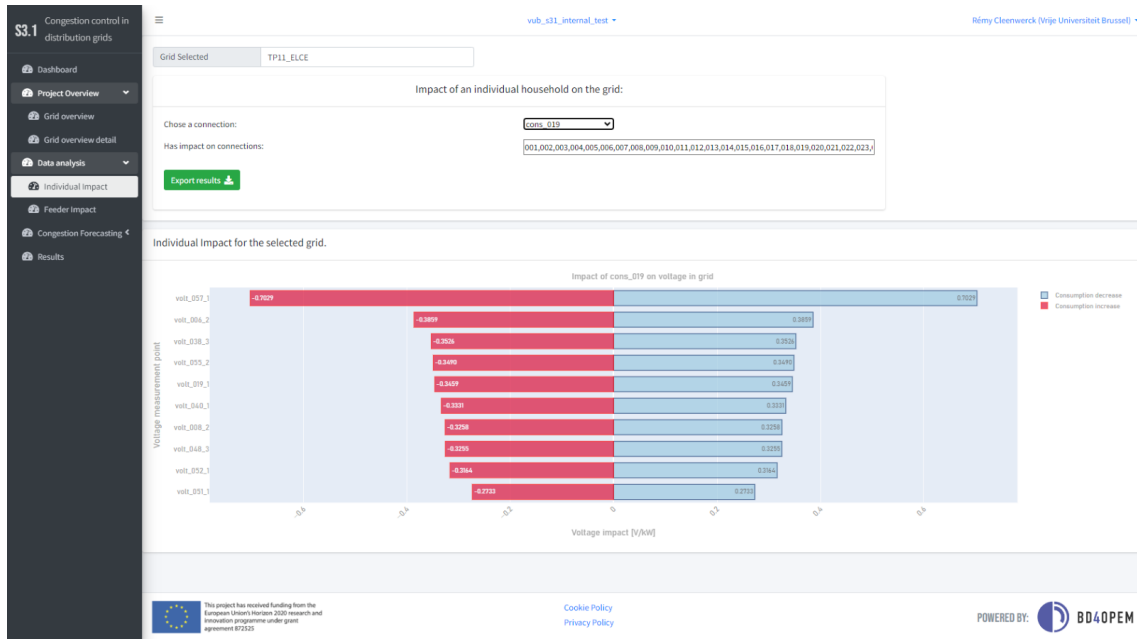 S3.1
Congestion control in
distribution grids
Dashboard
Project Overview
Grid overview
Grid overview detail
Data analysis
Individual Impact
Feeder Impact
Congestion Forecasting
Results
vub_s31_internal_test
Rémy Cleenwerck (Vrije Universiteit Brussel)
Grid Selected
TP11_ELCE
Impact of an individual household on the grid:
Chose a connection:
cons_019
Has impact on connections:
001,002,003,004,005,006,007,008,009,010,011,012,013,014,015,016,017,018,019,020,021,022,023,
Export results
Individual Impact for the selected grid.
Impact of cons_019 on voltage in grid
Voltage measurement point
volt_057_1 -0.7029 0.7029
volt_006_2 -0.3859 0.3859
volt_038_3 -0.3526 0.3526
volt_055_2 -0.3490 0.3490
volt_019_1 -0.3459 0.3459
volt_040_1 -0.3331 0.3331
volt_008_2 -0.3258 0.3258
volt_048_3 -0.3255 0.3255
volt_052_1 -0.3164 0.3164
volt_051_1 -0.2733 0.2733
-0.6 -0.4 -0.2 0 0.2 0.4 0.6
Voltage impact [V/kW]
Consumption decrease
Consumption increase
This project has received funding from the
European Union's Horizon 2020 research and
innovation programme under grant
agreement 872525
Cookie Policy
Privacy Policy
POWERED BY:
BD4OPEM